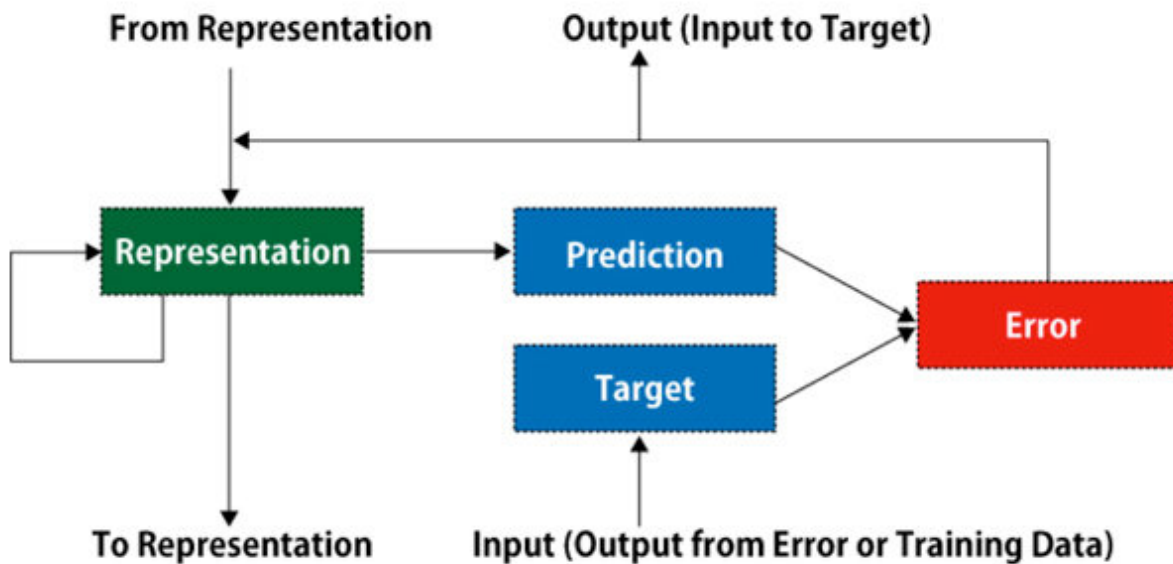 From Representation
Output (Input to Target)
Representation
Prediction
Error
Target
To Representation
Input (Output from Error or Training Data)